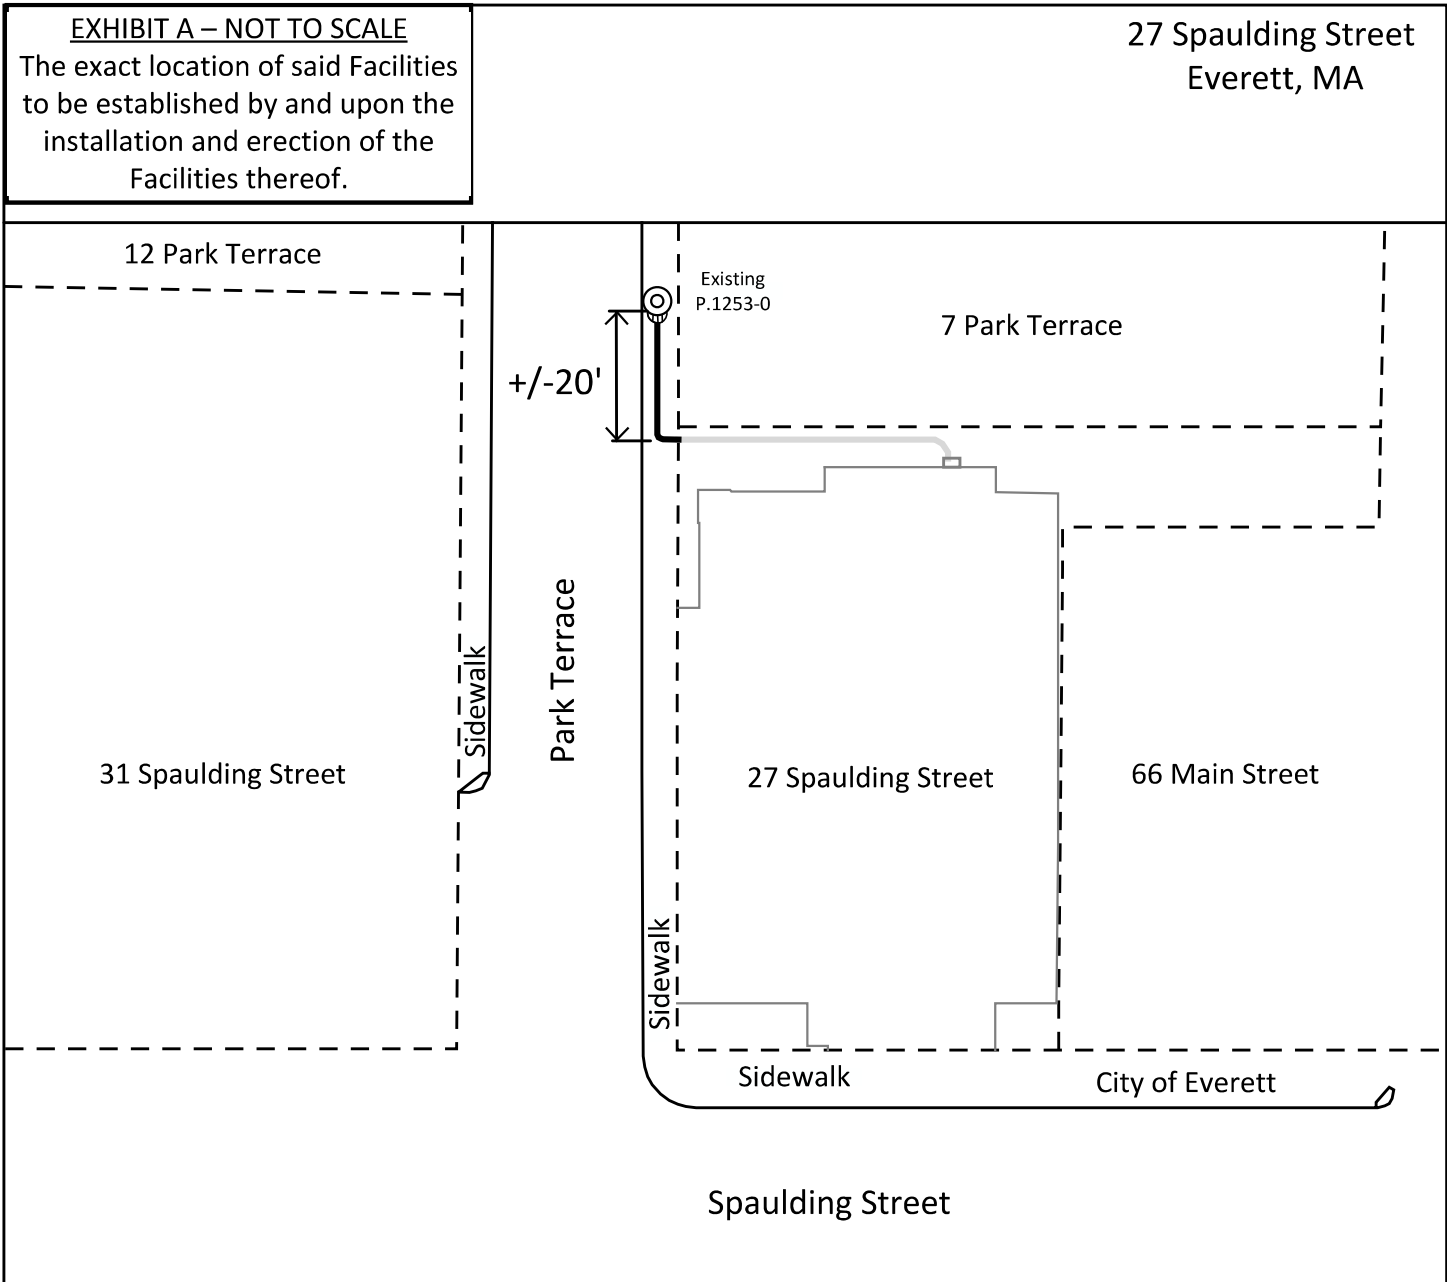 EXHIBIT A – NOT TO SCALE
The exact location of said Facilities
to be established by and upon the
installation and erection of the
Facilities thereof.
27 Spaulding Street
Everett, MA
12 Park Terrace
Existing
P.1253-0
7 Park Terrace
+/-20'
Sidewalk
Park Terrace
31 Spaulding Street
27 Spaulding Street
66 Main Street
Sidewalk
Sidewalk
City of Everett
Spaulding Street